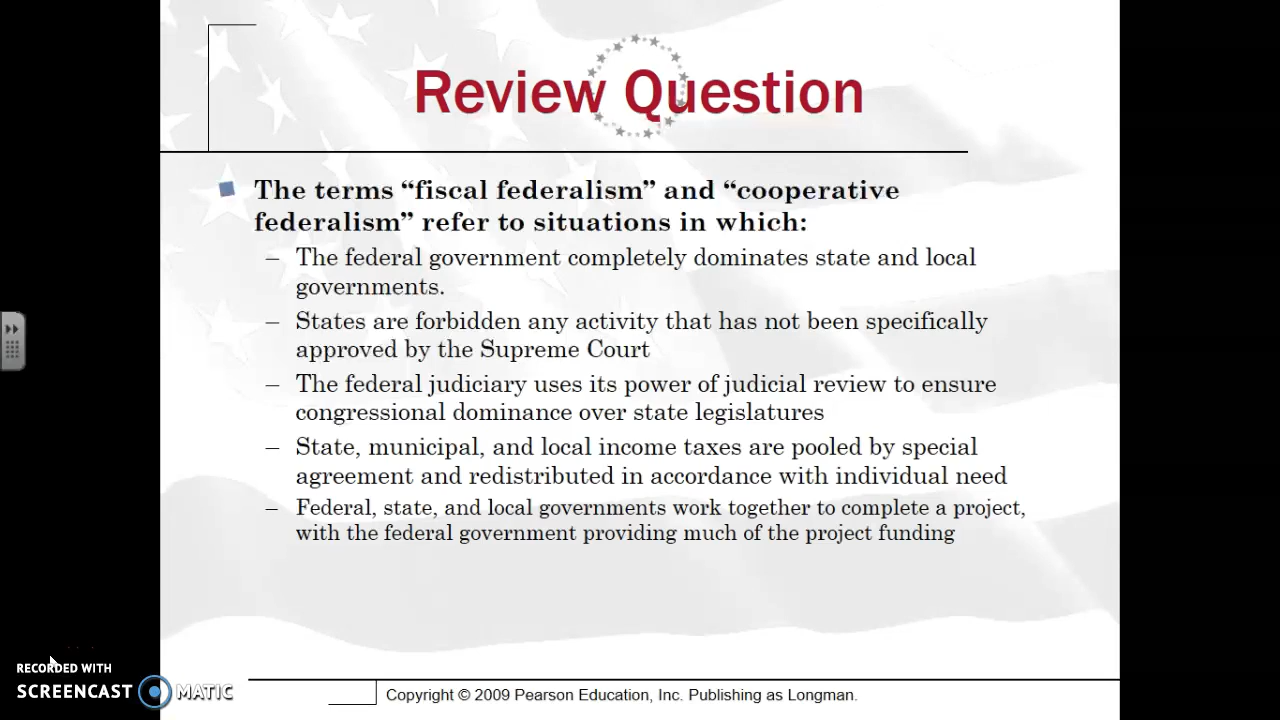 Review Question
The terms “fiscal federalism” and “cooperative
federalism” refer to situations in which:
– The federal government completely dominates state and local
governments.
– States are forbidden any activity that has not been specifically
approved by the Supreme Court
– The federal judiciary uses its power of judicial review to ensure
congressional dominance over state legislatures
– State, municipal, and local income taxes are pooled by special
agreement and redistributed in accordance with individual need
– Federal, state, and local governments work together to complete a project,
with the federal government providing much of the project funding
RECORDED WITH
SCREENCAST MATIC
Copyright © 2009 Pearson Education, Inc. Publishing as Longman.